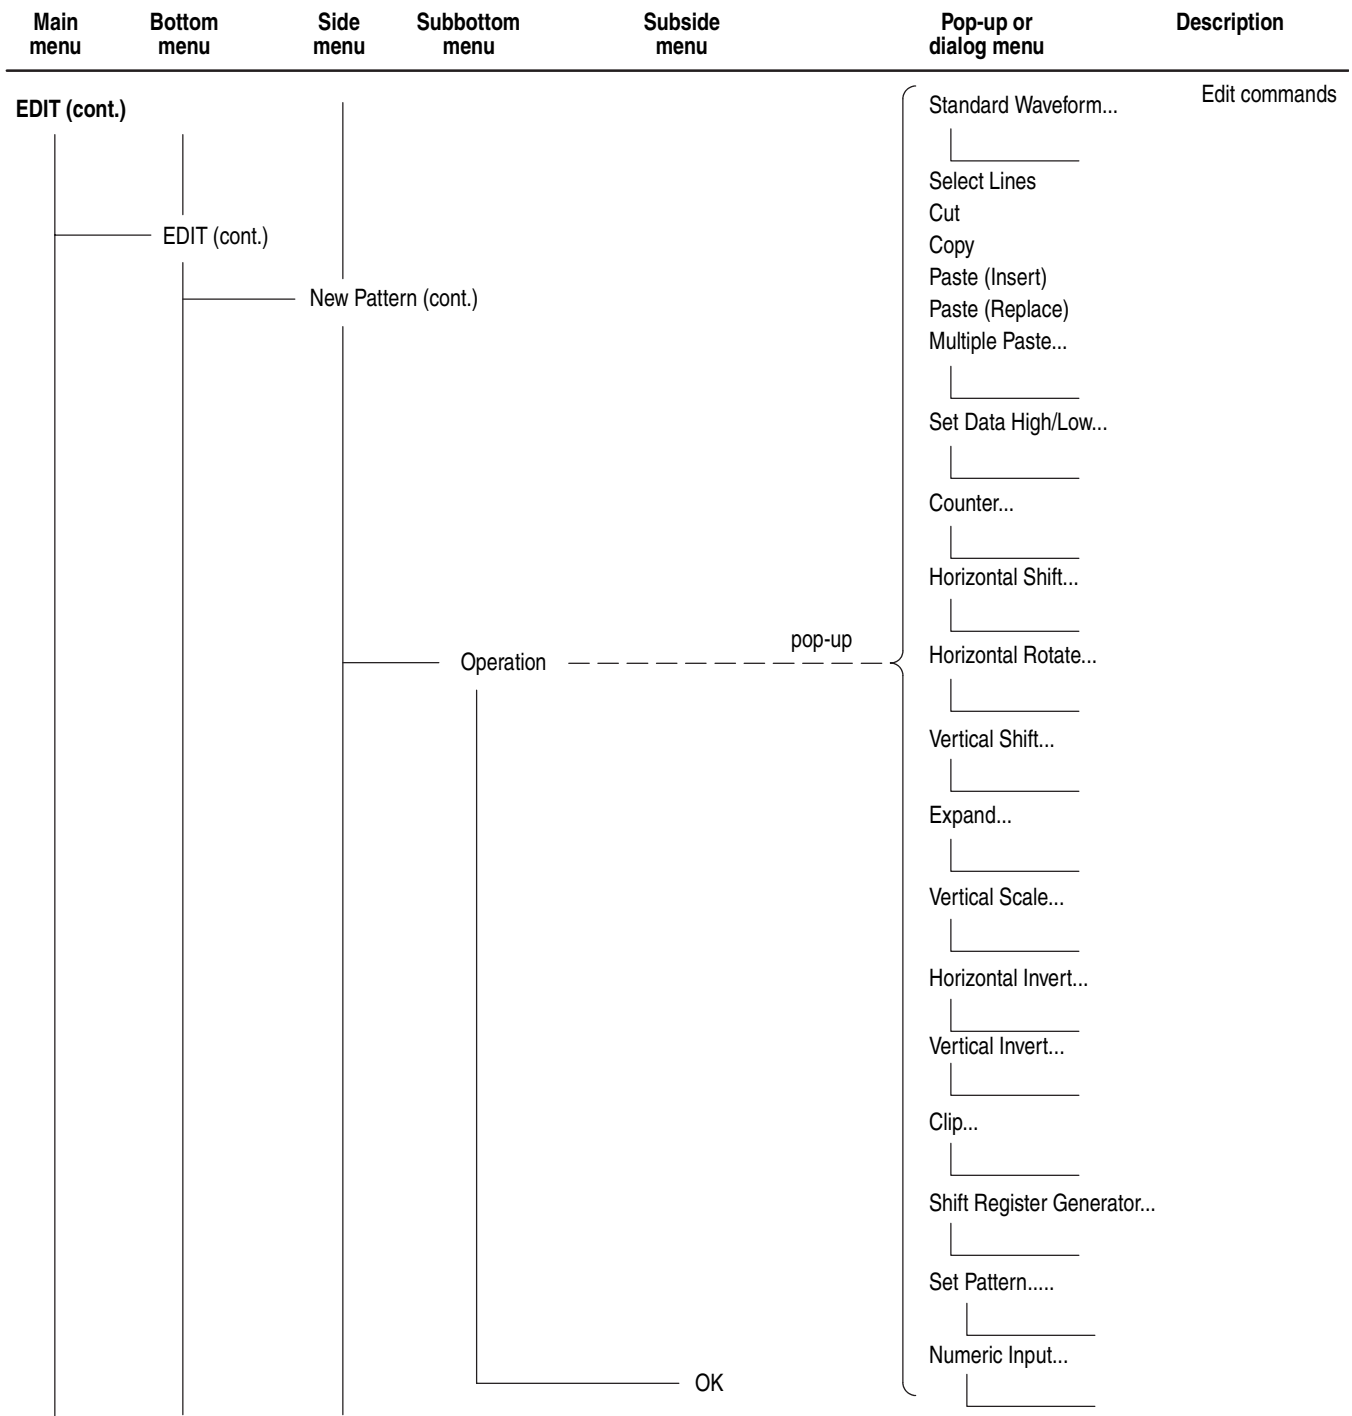 Main menu
Bottom menu
Side menu
Subbottom menu
Subside menu
Pop-up or dialog menu
Description
EDIT (cont.)
Standard Waveform...
Edit commands
Select Lines
Cut
EDIT (cont.)
Copy
Paste (Insert)
New Pattern (cont.)
Paste (Replace)
Multiple Paste...
Set Data High/Low...
Counter...
Horizontal Shift...
pop-up
Operation
Horizontal Rotate...
Vertical Shift...
Expand...
Vertical Scale...
Horizontal Invert...
Vertical Invert...
Clip...
Shift Register Generator...
Set Pattern.....
Numeric Input...
OK